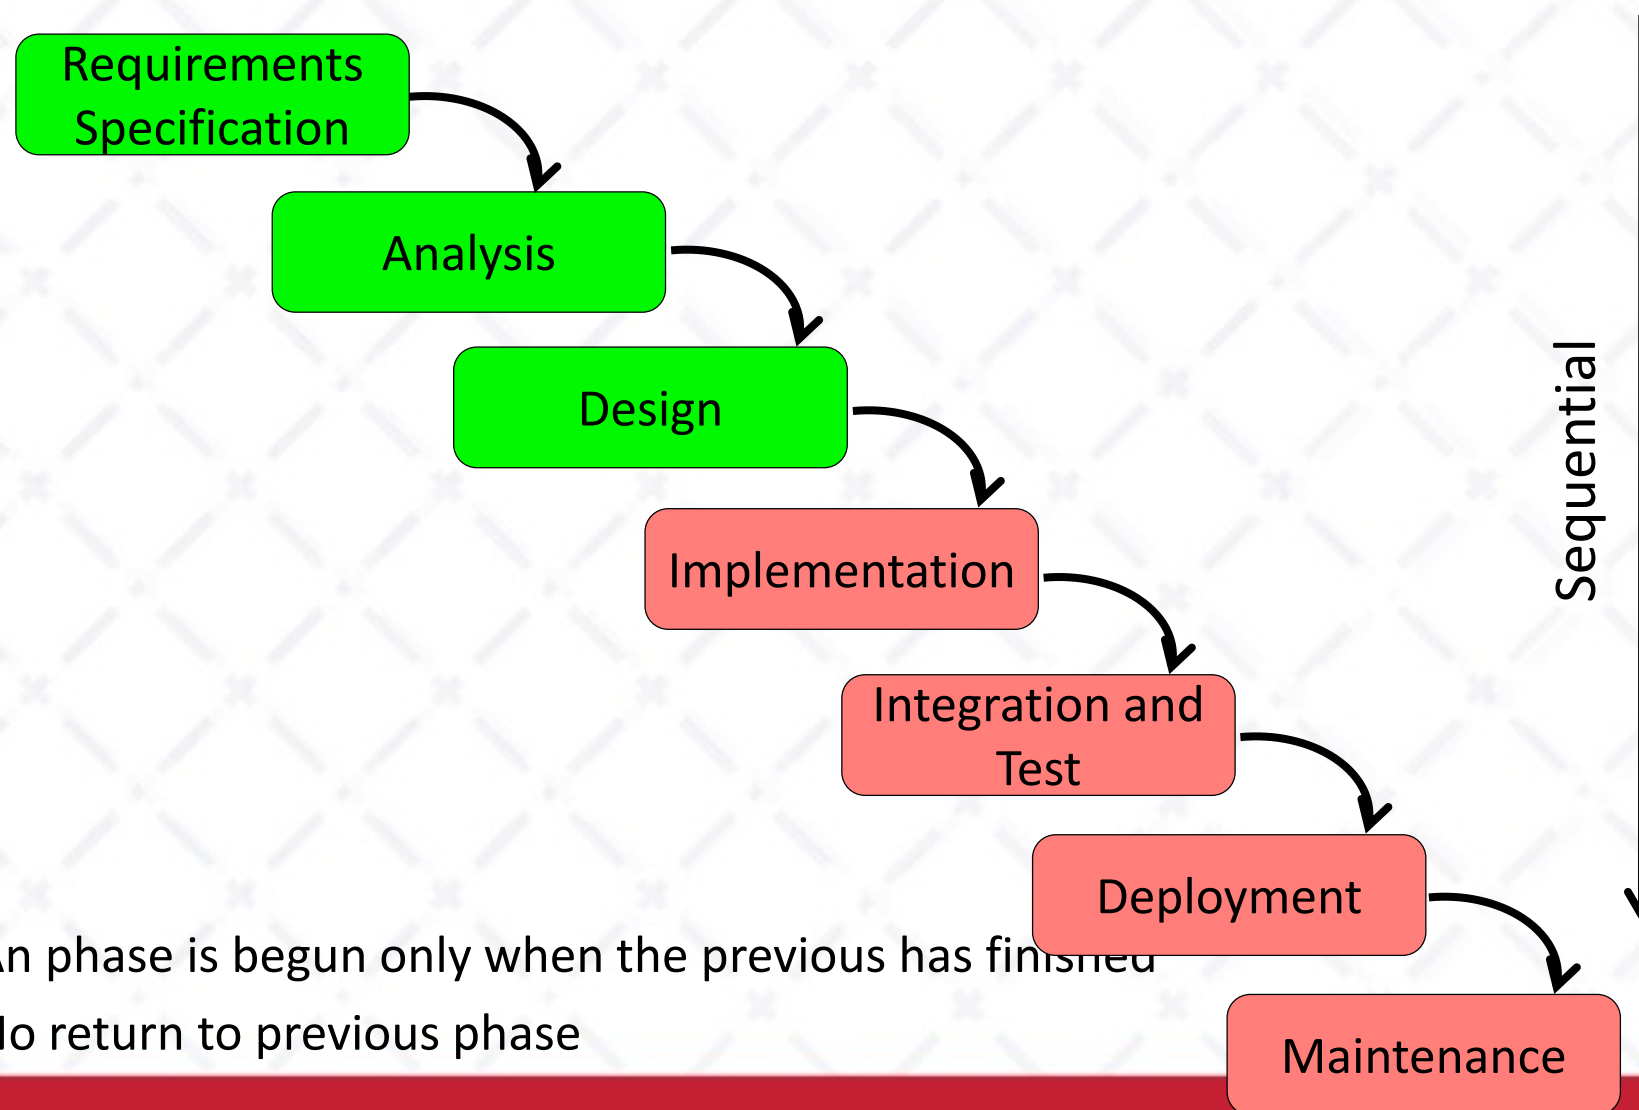 Requirements
Specification
Analysis
Design
Implementation
Sequential
Integration and
Test
Deployment
n phase is begun only when the previous has finished
o return to previous phase
Maintenance